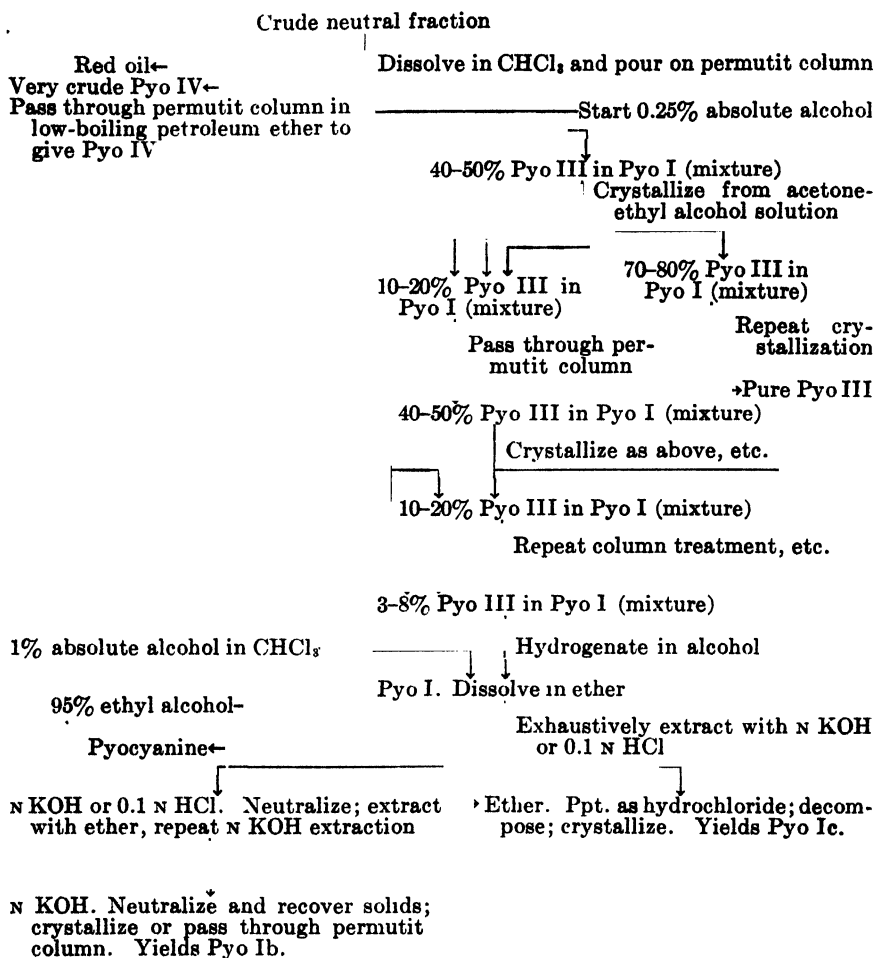 Crude neutral fraction
Red oil←
Dissolve in CHCl₃ and pour on permutit column
Very crude Pyo IV←
Pass through permutit column in
low-boiling petroleum ether to
give Pyo IV
Start 0.25% absolute alcohol
40–50% Pyo III in Pyo I (mixture)
Crystallize from acetone-
ethyl alcohol solution
10–20% Pyo III in
Pyo I (mixture)
70–80% Pyo III in
Pyo I (mixture)
Repeat cry-
stallization
Pass through per-
mutit column
→Pure Pyo III
40–50% Pyo III in Pyo I (mixture)
Crystallize as above, etc.
10–20% Pyo III in Pyo I (mixture)
Repeat column treatment, etc.
3–8% Pyo III in Pyo I (mixture)
1% absolute alcohol in CHCl₃
Hydrogenate in alcohol
Pyo I. Dissolve in ether
95% ethyl alcohol–
Exhaustively extract with N KOH
or 0.1 N HCl
Pyocyanine←
N KOH or 0.1 N HCl. Neutralize; extract
with ether, repeat N KOH extraction
Ether. Ppt. as hydrochloride; decom-
pose; crystallize. Yields Pyo Ic.
N KOH. Neutralize and recover solids;
crystallize or pass through permutit
column. Yields Pyo Ib.